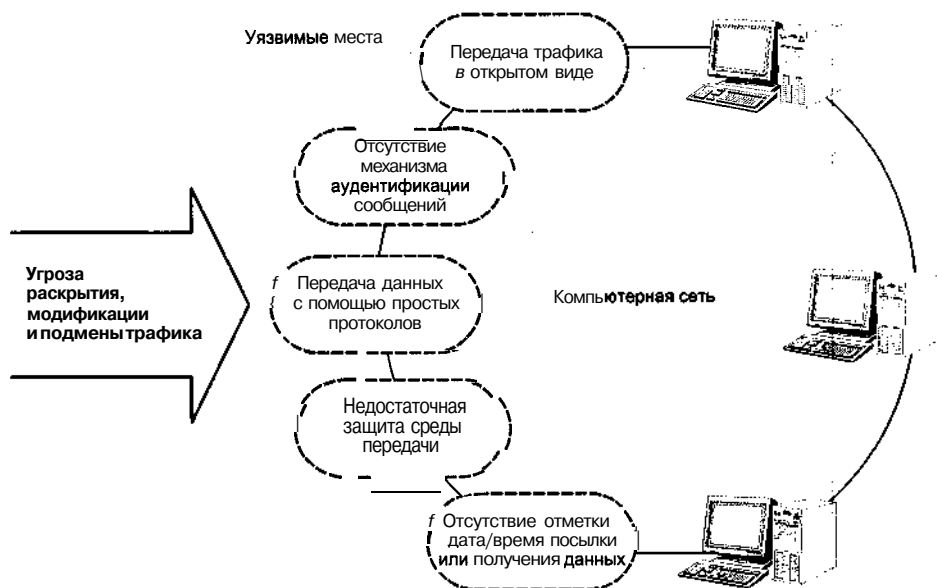 Уязвимые места
Передача трафика
в открытом виде
Отсутствие
механизма
аудентификации
сообщений
Угроза
раскрытия,
модификации
и подмены трафика
Передача данных
с помощью простых
протоколов
Компьютерная сеть
Недостаточная
защита среды
передачи
Отсутствие отметки
дата/время посылки
или получения данных